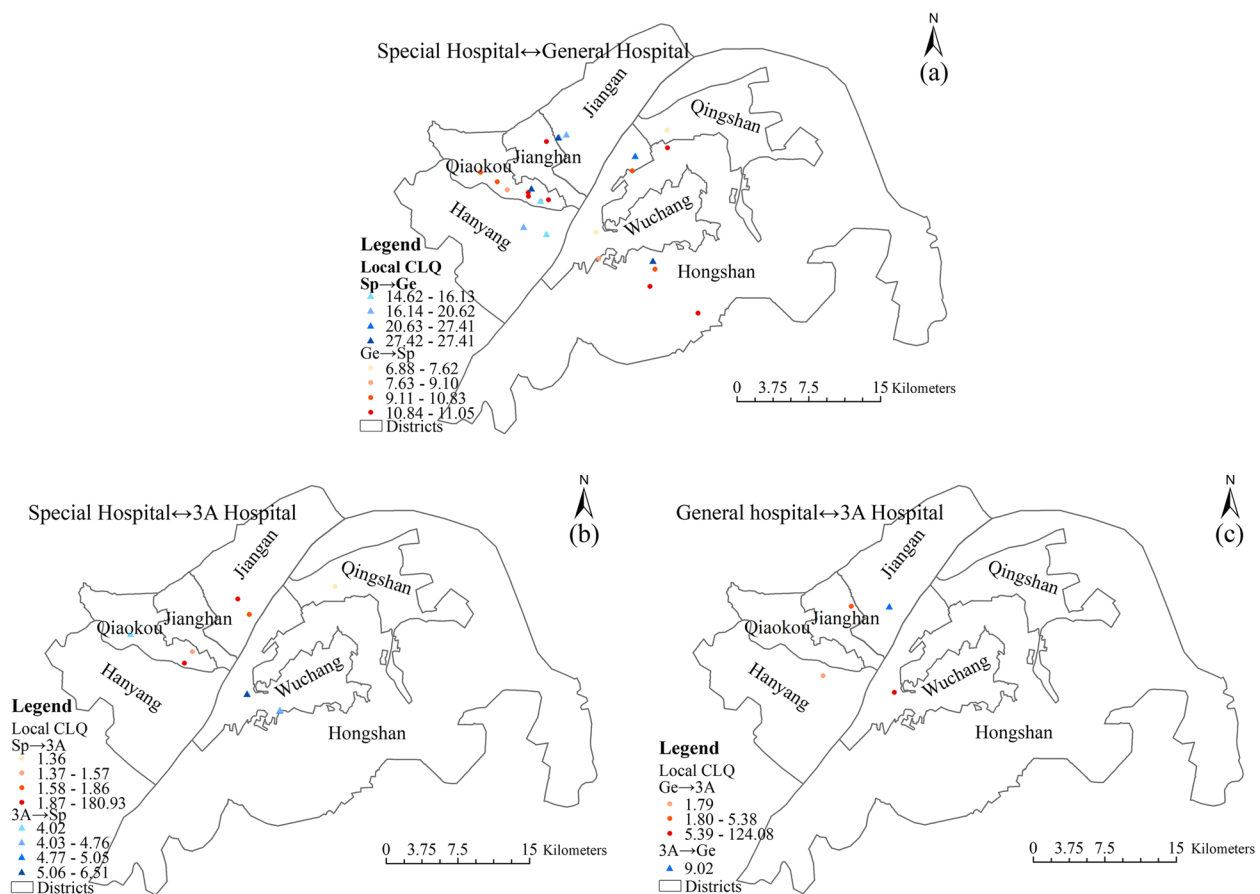 Special Hospital↔General Hospital
N
(a)
Jiangan
Qingshan
Jianghan
Qiaokou
Wuchang
Hanyang
Hongshan
Legend
Local CLQ
Sp→Ge
14.62 - 16.13
16.14 - 20.62
20.63 - 27.41
27.42 - 27.41
Ge→Sp
6.88 - 7.62
7.63 - 9.10
9.11 - 10.83
10.84 - 11.05
Districts
0 3.75 7.5 15 Kilometers
Special Hospital↔3A Hospital
N
(b)
Jiangan
Qingshan
Jianghan
Qiaokou
Wuchang
Hanyang
Hongshan
Legend
Local CLQ
Sp→3A
1.36
1.37 - 1.57
1.58 - 1.86
1.87 - 180.93
3A→Sp
4.02
4.03 - 4.76
4.77 - 5.05
5.06 - 6.51
Districts
0 3.75 7.5 15 Kilometers
General hospital↔3A Hospital
N
(c)
Jiangan
Qingshan
Jianghan
Qiaokou
Wuchang
Hanyang
Hongshan
Legend
Local CLQ
Ge→3A
1.79
1.80 - 5.38
5.39 - 124.08
3A→Ge
9.02
Districts
0 3.75 7.5 15 Kilometers